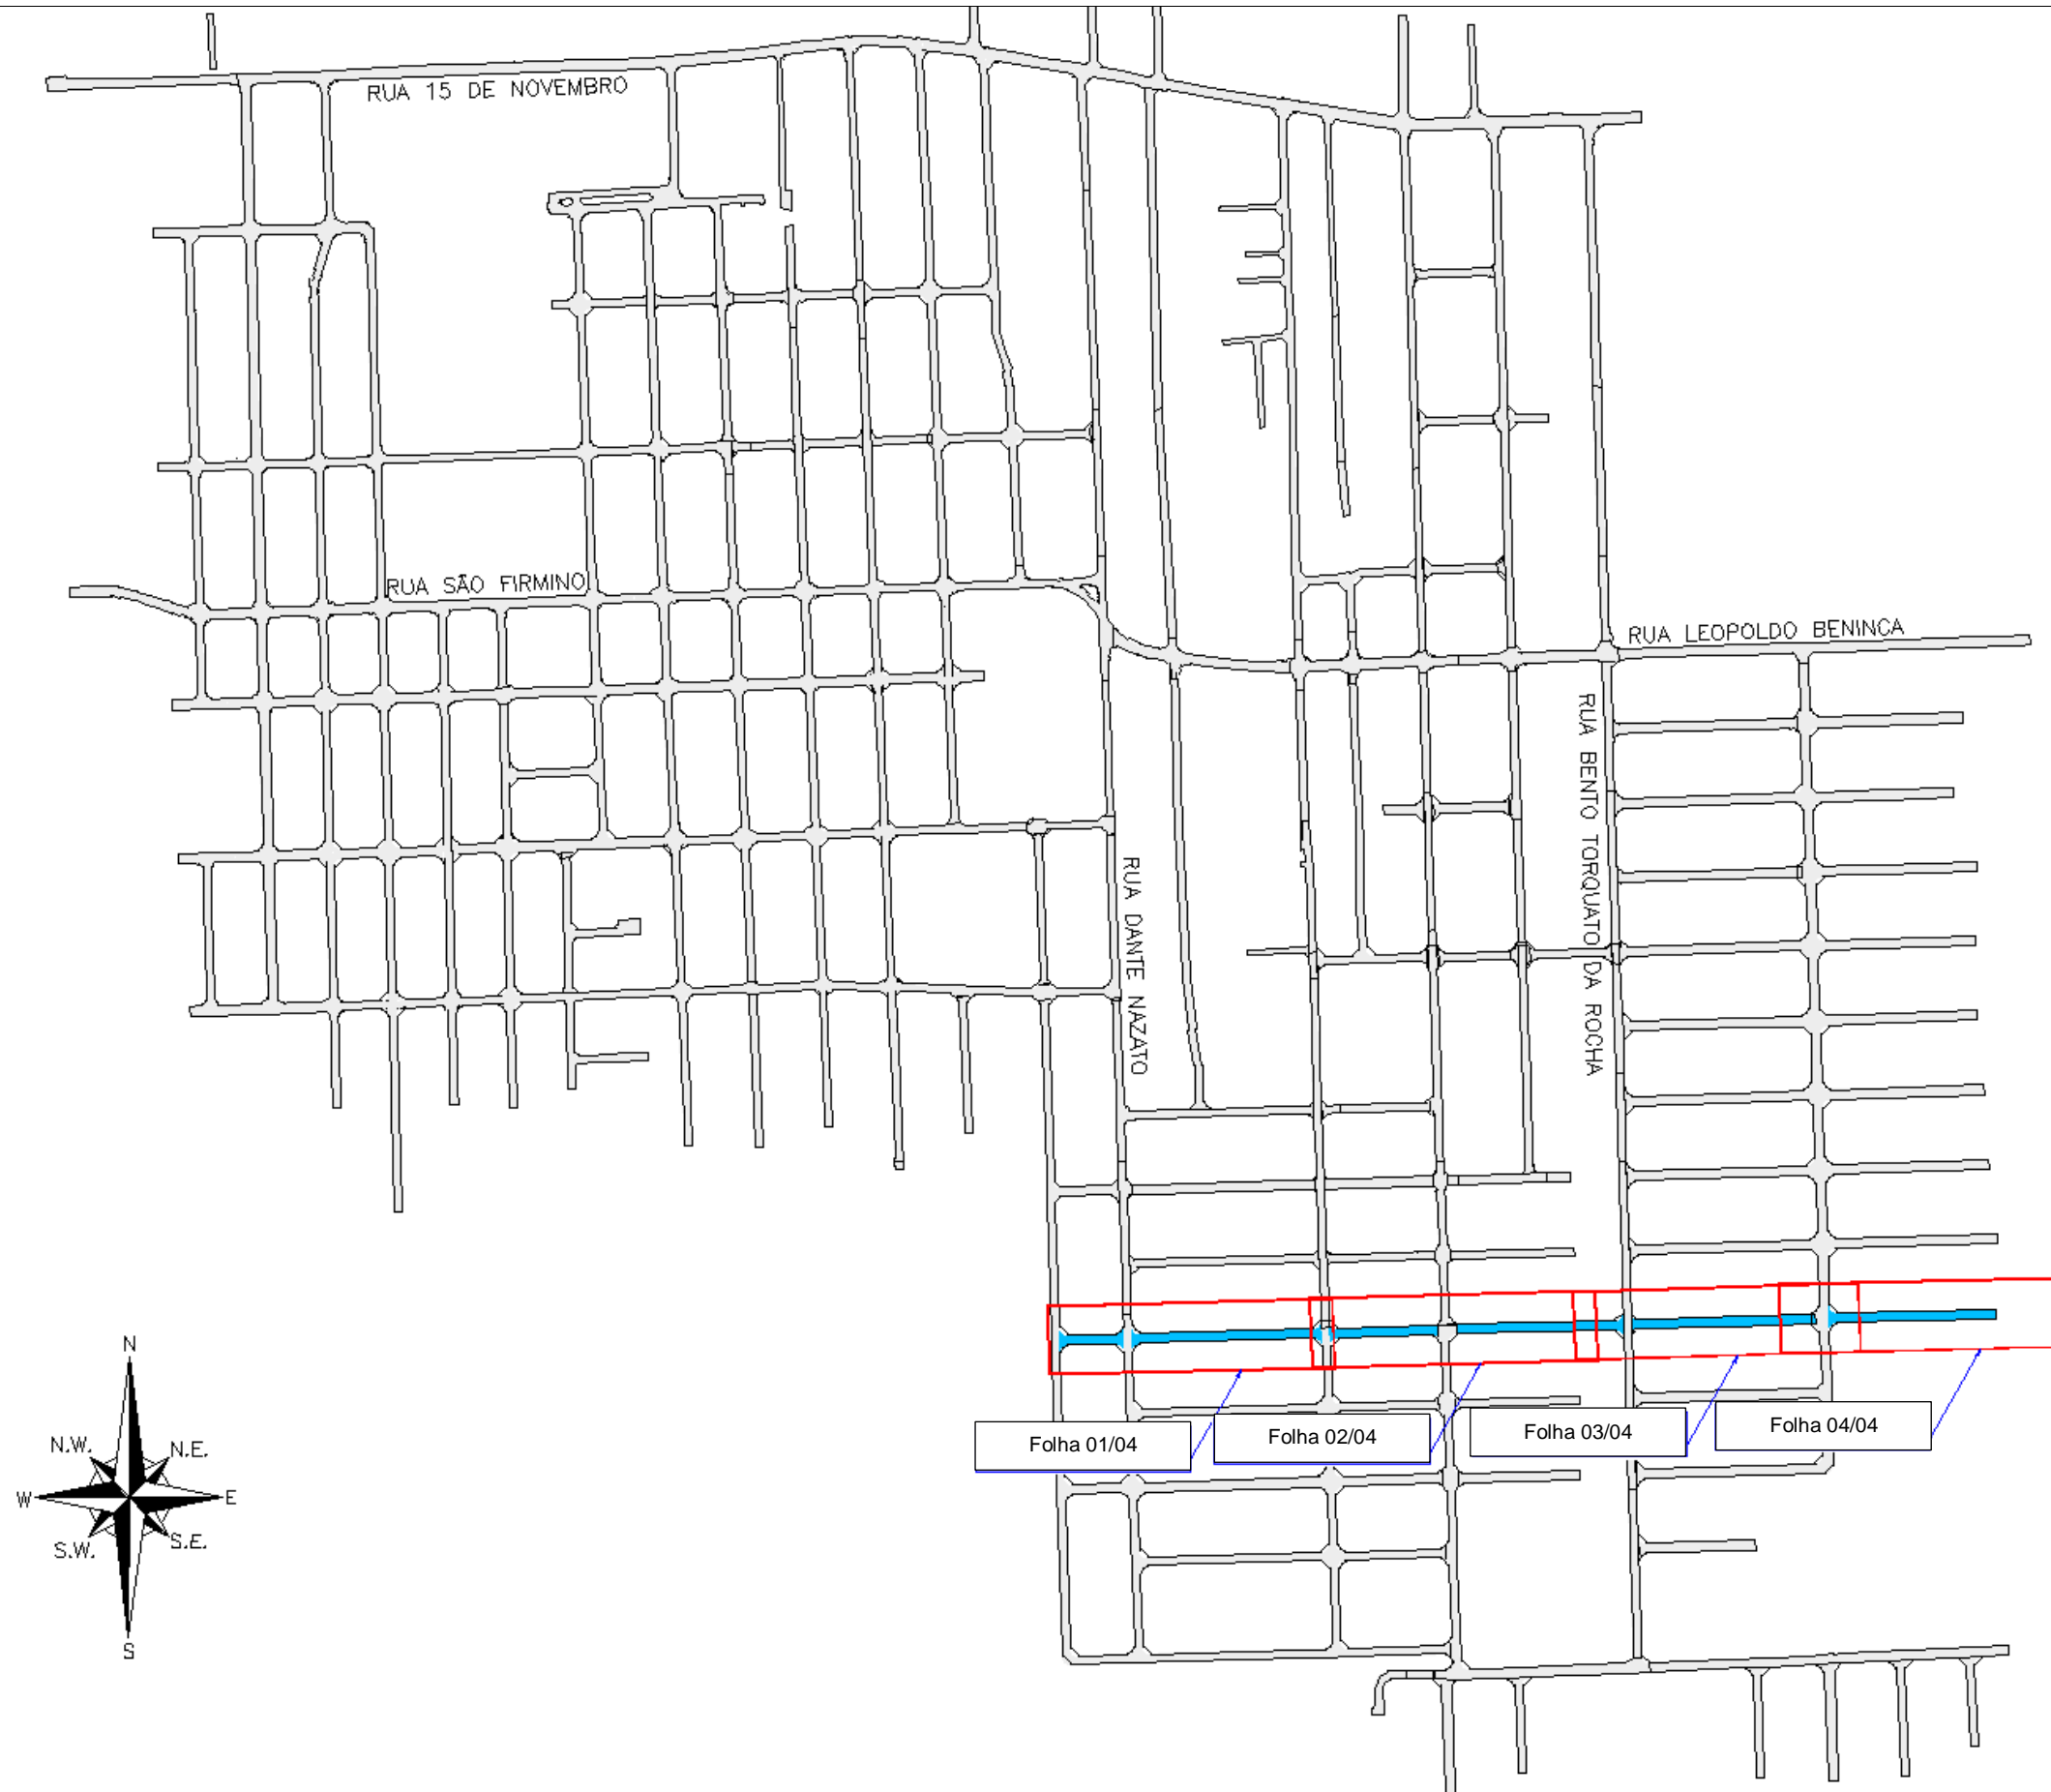 RUA 15 DE NOVEMBRO
RUA SÃO FIRMINO
RUA LEOPOLDO BENINCA
RUA BENTO TORQUATO DA ROCHA
RUA DANTE NAZATO
Folha 01/04
Folha 02/04
Folha 03/04
Folha 04/04
N
N.W.
N.E.
W
E
S.W.
S.E.
S